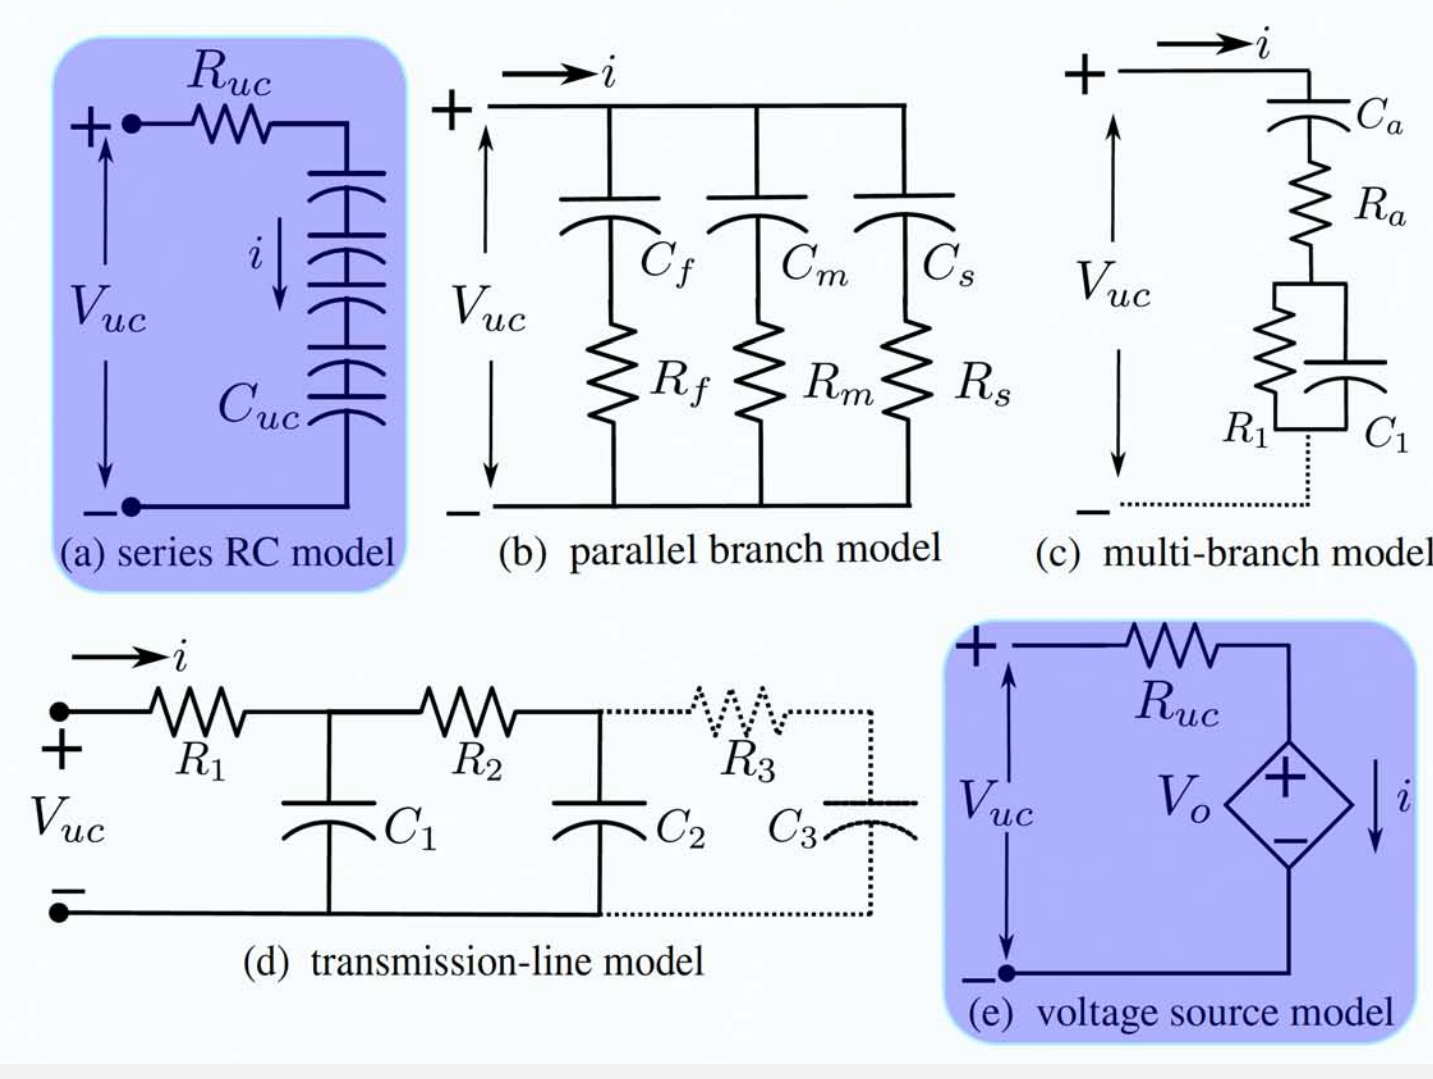 R_uc
+
i
V_uc
C_uc
−
(a) series RC model
i
+
C_f
C_m
C_s
V_uc
R_f
R_m
R_s
−
(b) parallel branch model
i
+
C_a
R_a
V_uc
R_1
C_1
−
(c) multi-branch model
i
R_1
R_2
R_3
+
V_uc
C_1
C_2
C_3
−
(d) transmission-line model
+
R_uc
V_uc
V_o
+
−
i
−
(e) voltage source model